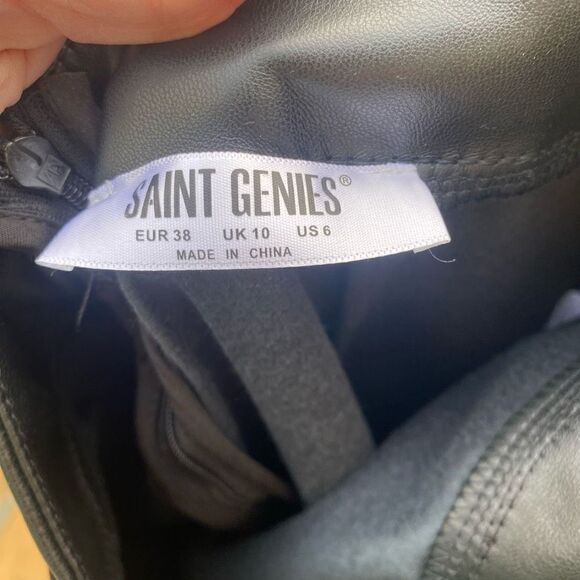 SAINT GENIES®
EUR 38 UK 10 US 6
MADE IN CHINA